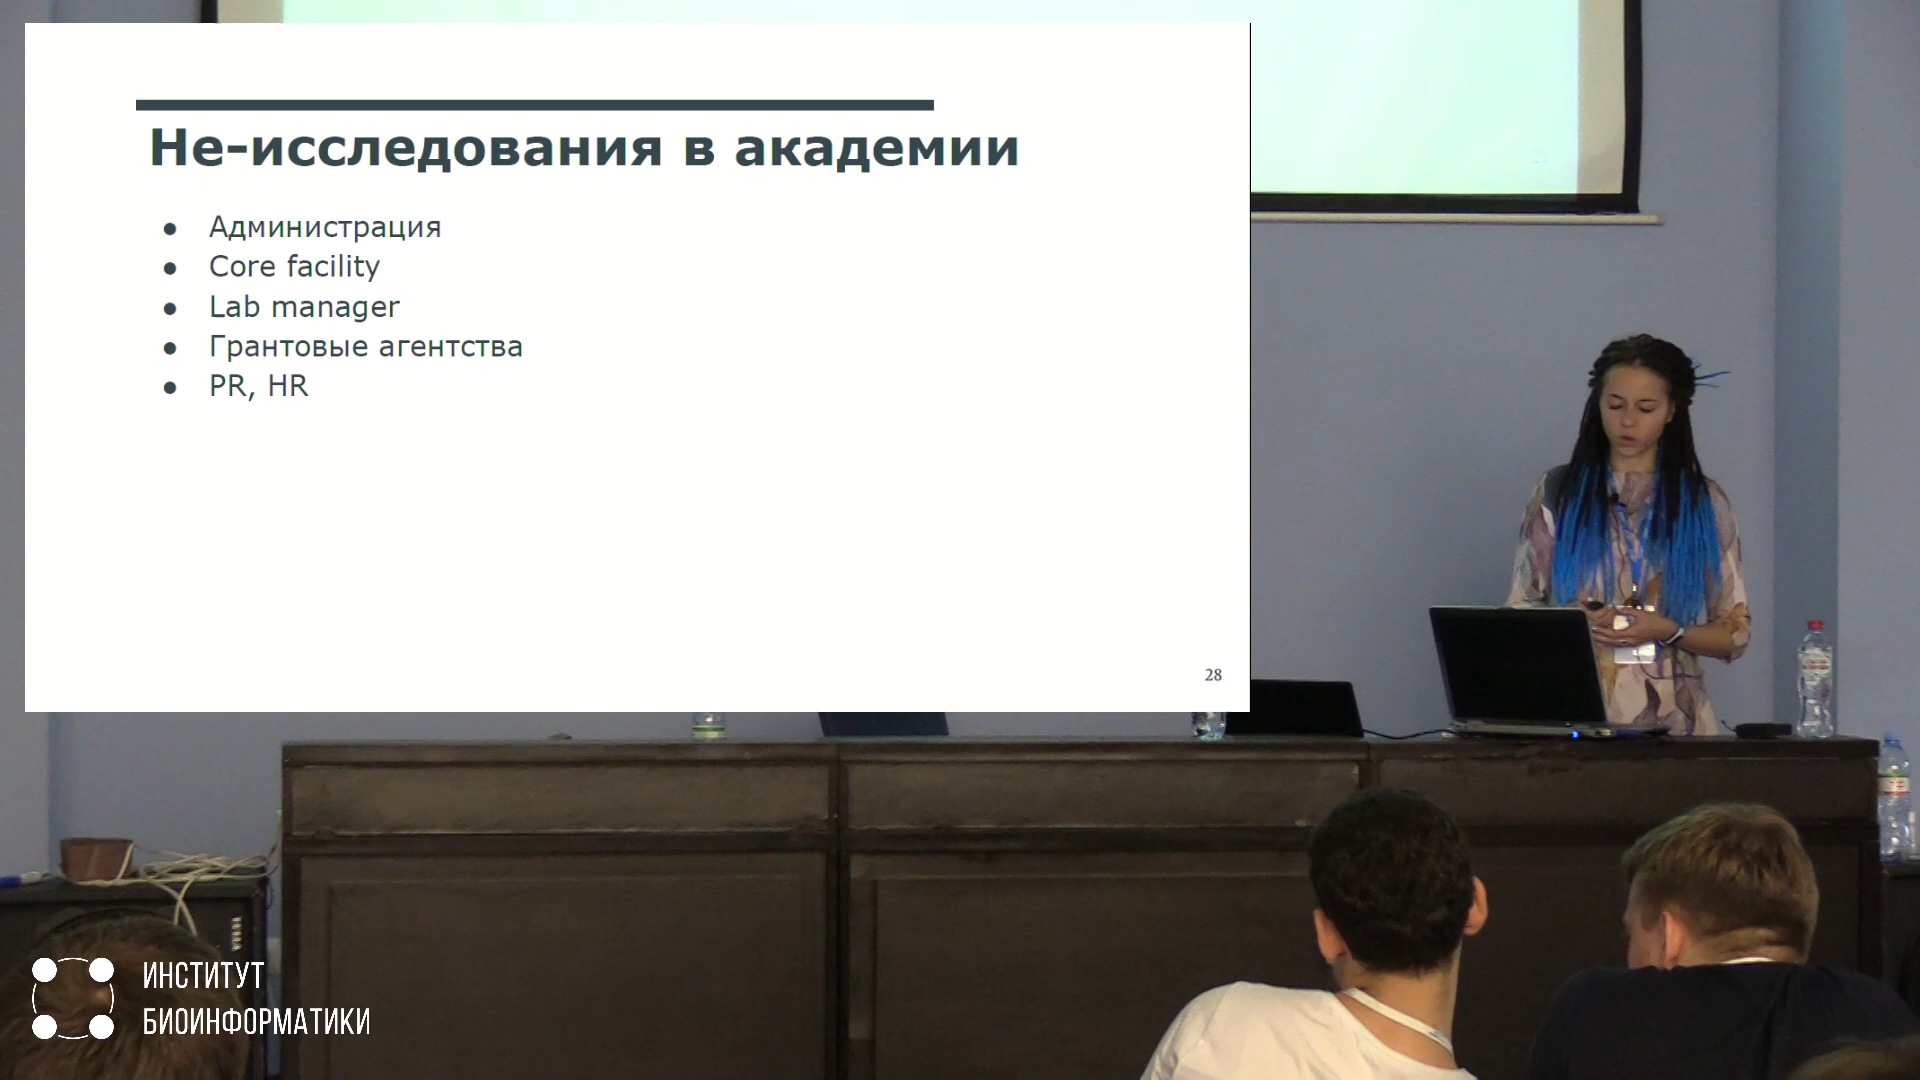 Не-исследования в академии
● Администрация
● Core facility
● Lab manager
● Грантовые агентства
● PR, HR
28
ИНСТИТУТ
БИОИНФОРМАТИКИ